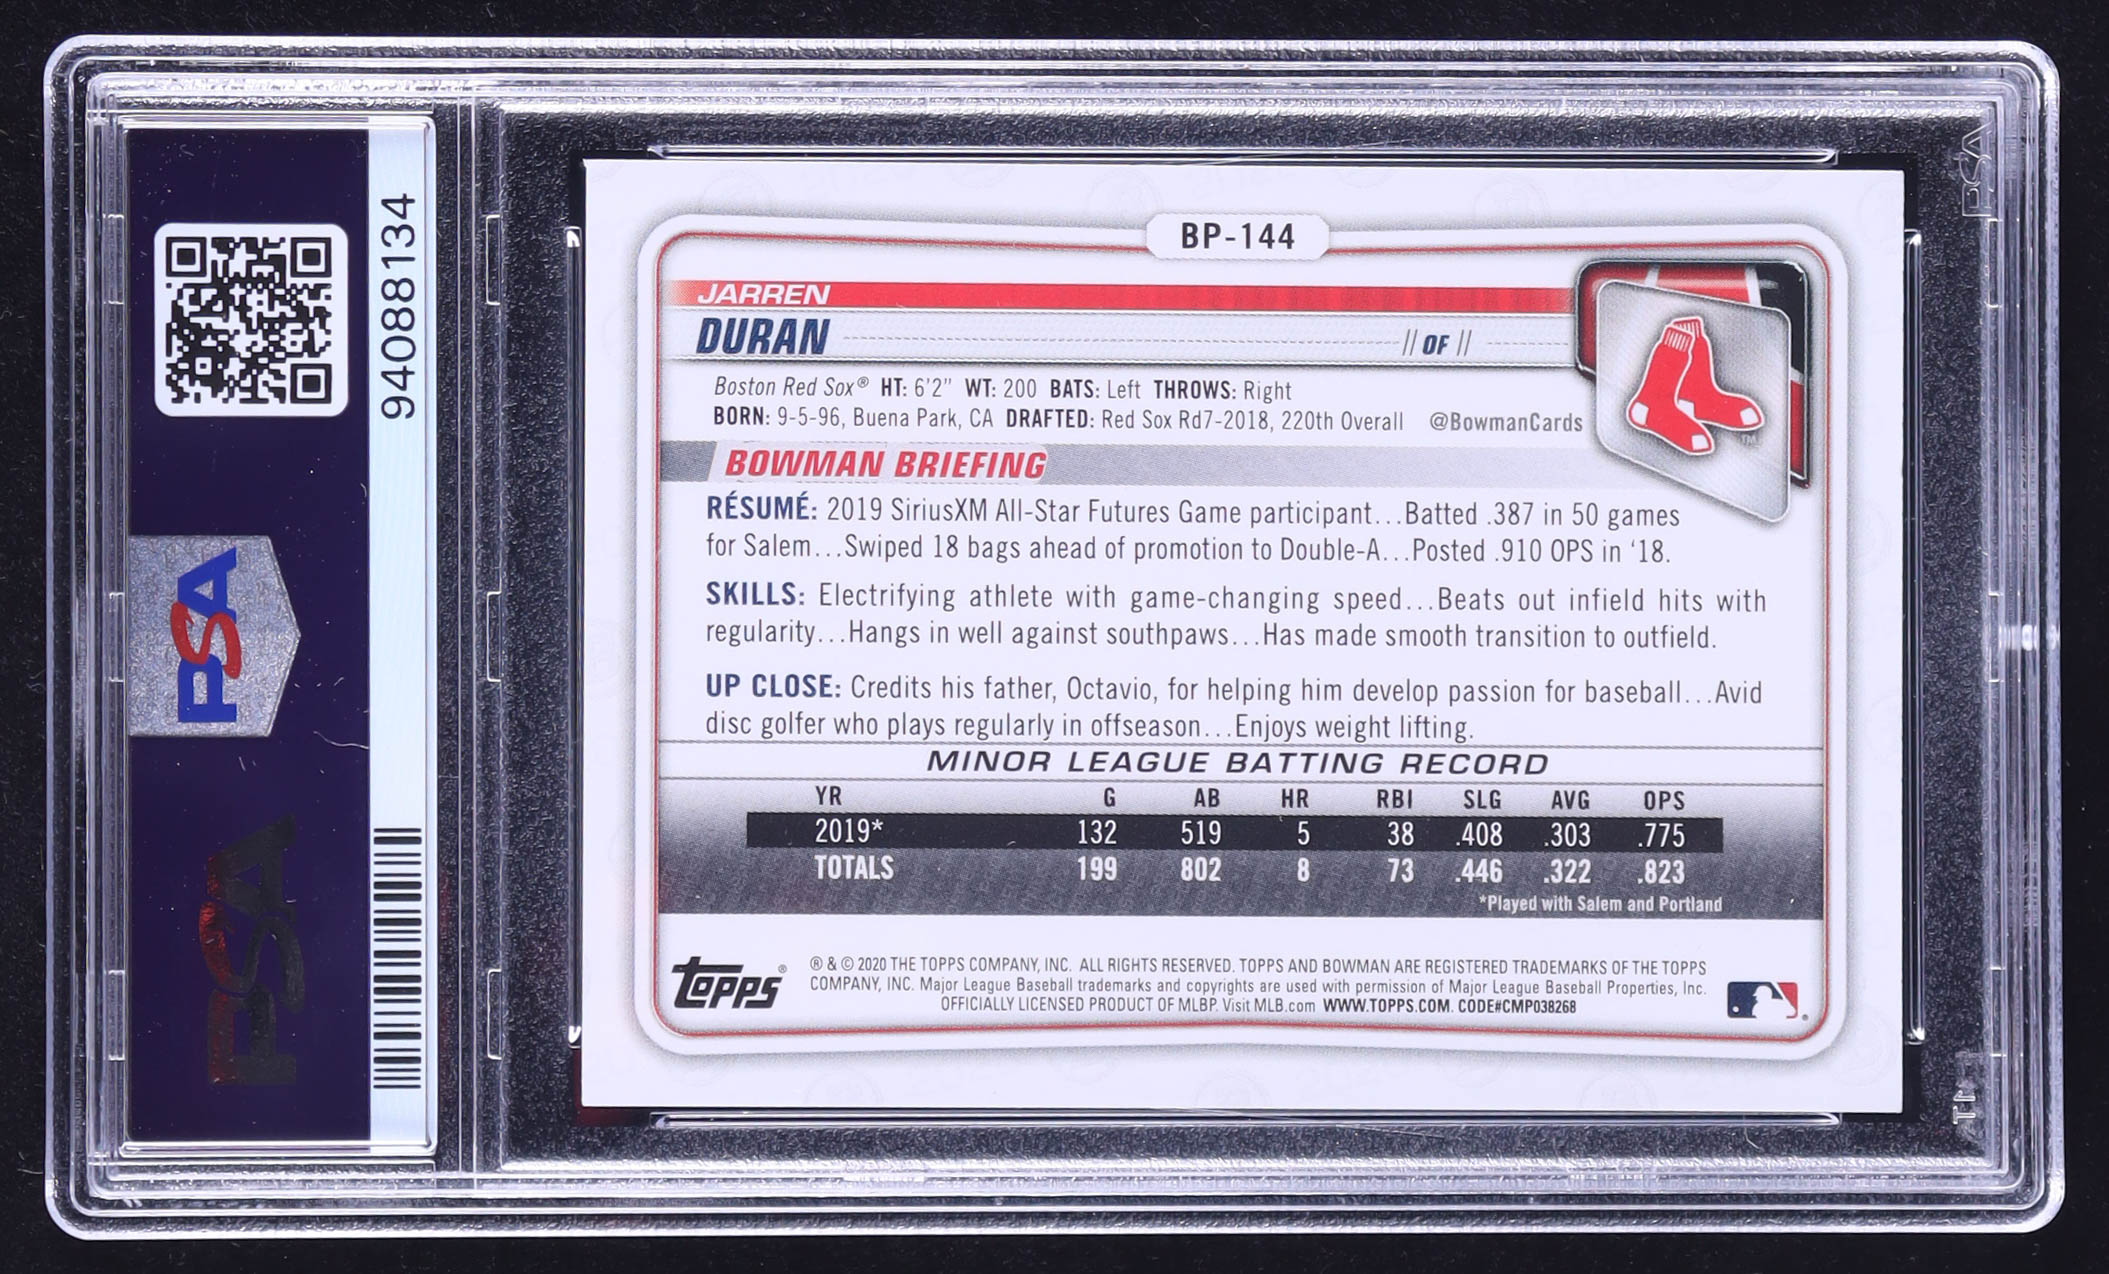 94088134
PSA
PSA
PSA
BP-144
JARREN
DURAN
// OF //
Boston Red Sox® HT: 6'2" WT: 200 BATS: Left THROWS: Right
BORN: 9-5-96, Buena Park, CA DRAFTED: Red Sox Rd7-2018, 220th Overall @BowmanCards
TM
BOWMAN BRIEFING
RÉSUMÉ: 2019 SiriusXM All-Star Futures Game participant...Batted .387 in 50 games
for Salem...Swiped 18 bags ahead of promotion to Double-A...Posted .910 OPS in '18.
SKILLS: Electrifying athlete with game-changing speed...Beats out infield hits with
regularity...Hangs in well against southpaws...Has made smooth transition to outfield.
UP CLOSE: Credits his father, Octavio, for helping him develop passion for baseball...Avid
disc golfer who plays regularly in offseason...Enjoys weight lifting.
MINOR LEAGUE BATTING RECORD
YR G AB HR RBI SLG AVG OPS
2019* 132 519 5 38 .408 .303 .775
TOTALS 199 802 8 73 .446 .322 .823
*Played with Salem and Portland
topps®
® & © 2020 THE TOPPS COMPANY, INC. ALL RIGHTS RESERVED. TOPPS AND BOWMAN ARE REGISTERED TRADEMARKS OF THE TOPPS
COMPANY, INC. Major League Baseball trademarks and copyrights are used with permission of Major League Baseball Properties, Inc.
OFFICIALLY LICENSED PRODUCT OF MLBP. Visit MLB.com WWW.TOPPS.COM. CODE#CMP038268